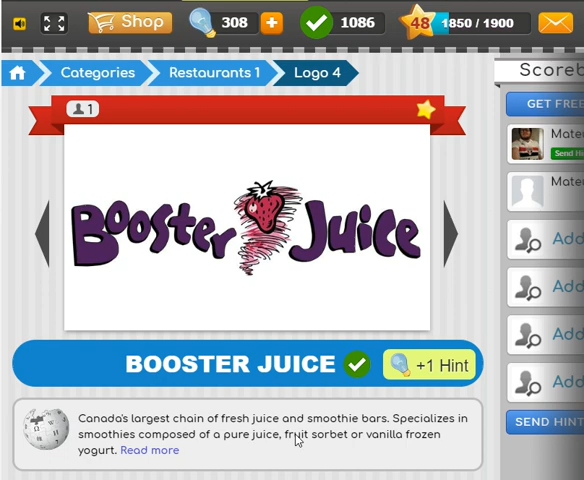 Shop
308
1086
48
1850 / 1900
Categories
Restaurants 1
Logo 4
Scoreb
1
GET FREE
Mate
Send Hi
Mate
Booster Juice
Add
Add
Add
Add
BOOSTER JUICE
+1 Hint
Canada's largest chain of fresh juice and smoothie bars. Specializes in
smoothies composed of a pure juice, fruit sorbet or vanilla frozen
yogurt. Read more
SEND HINT